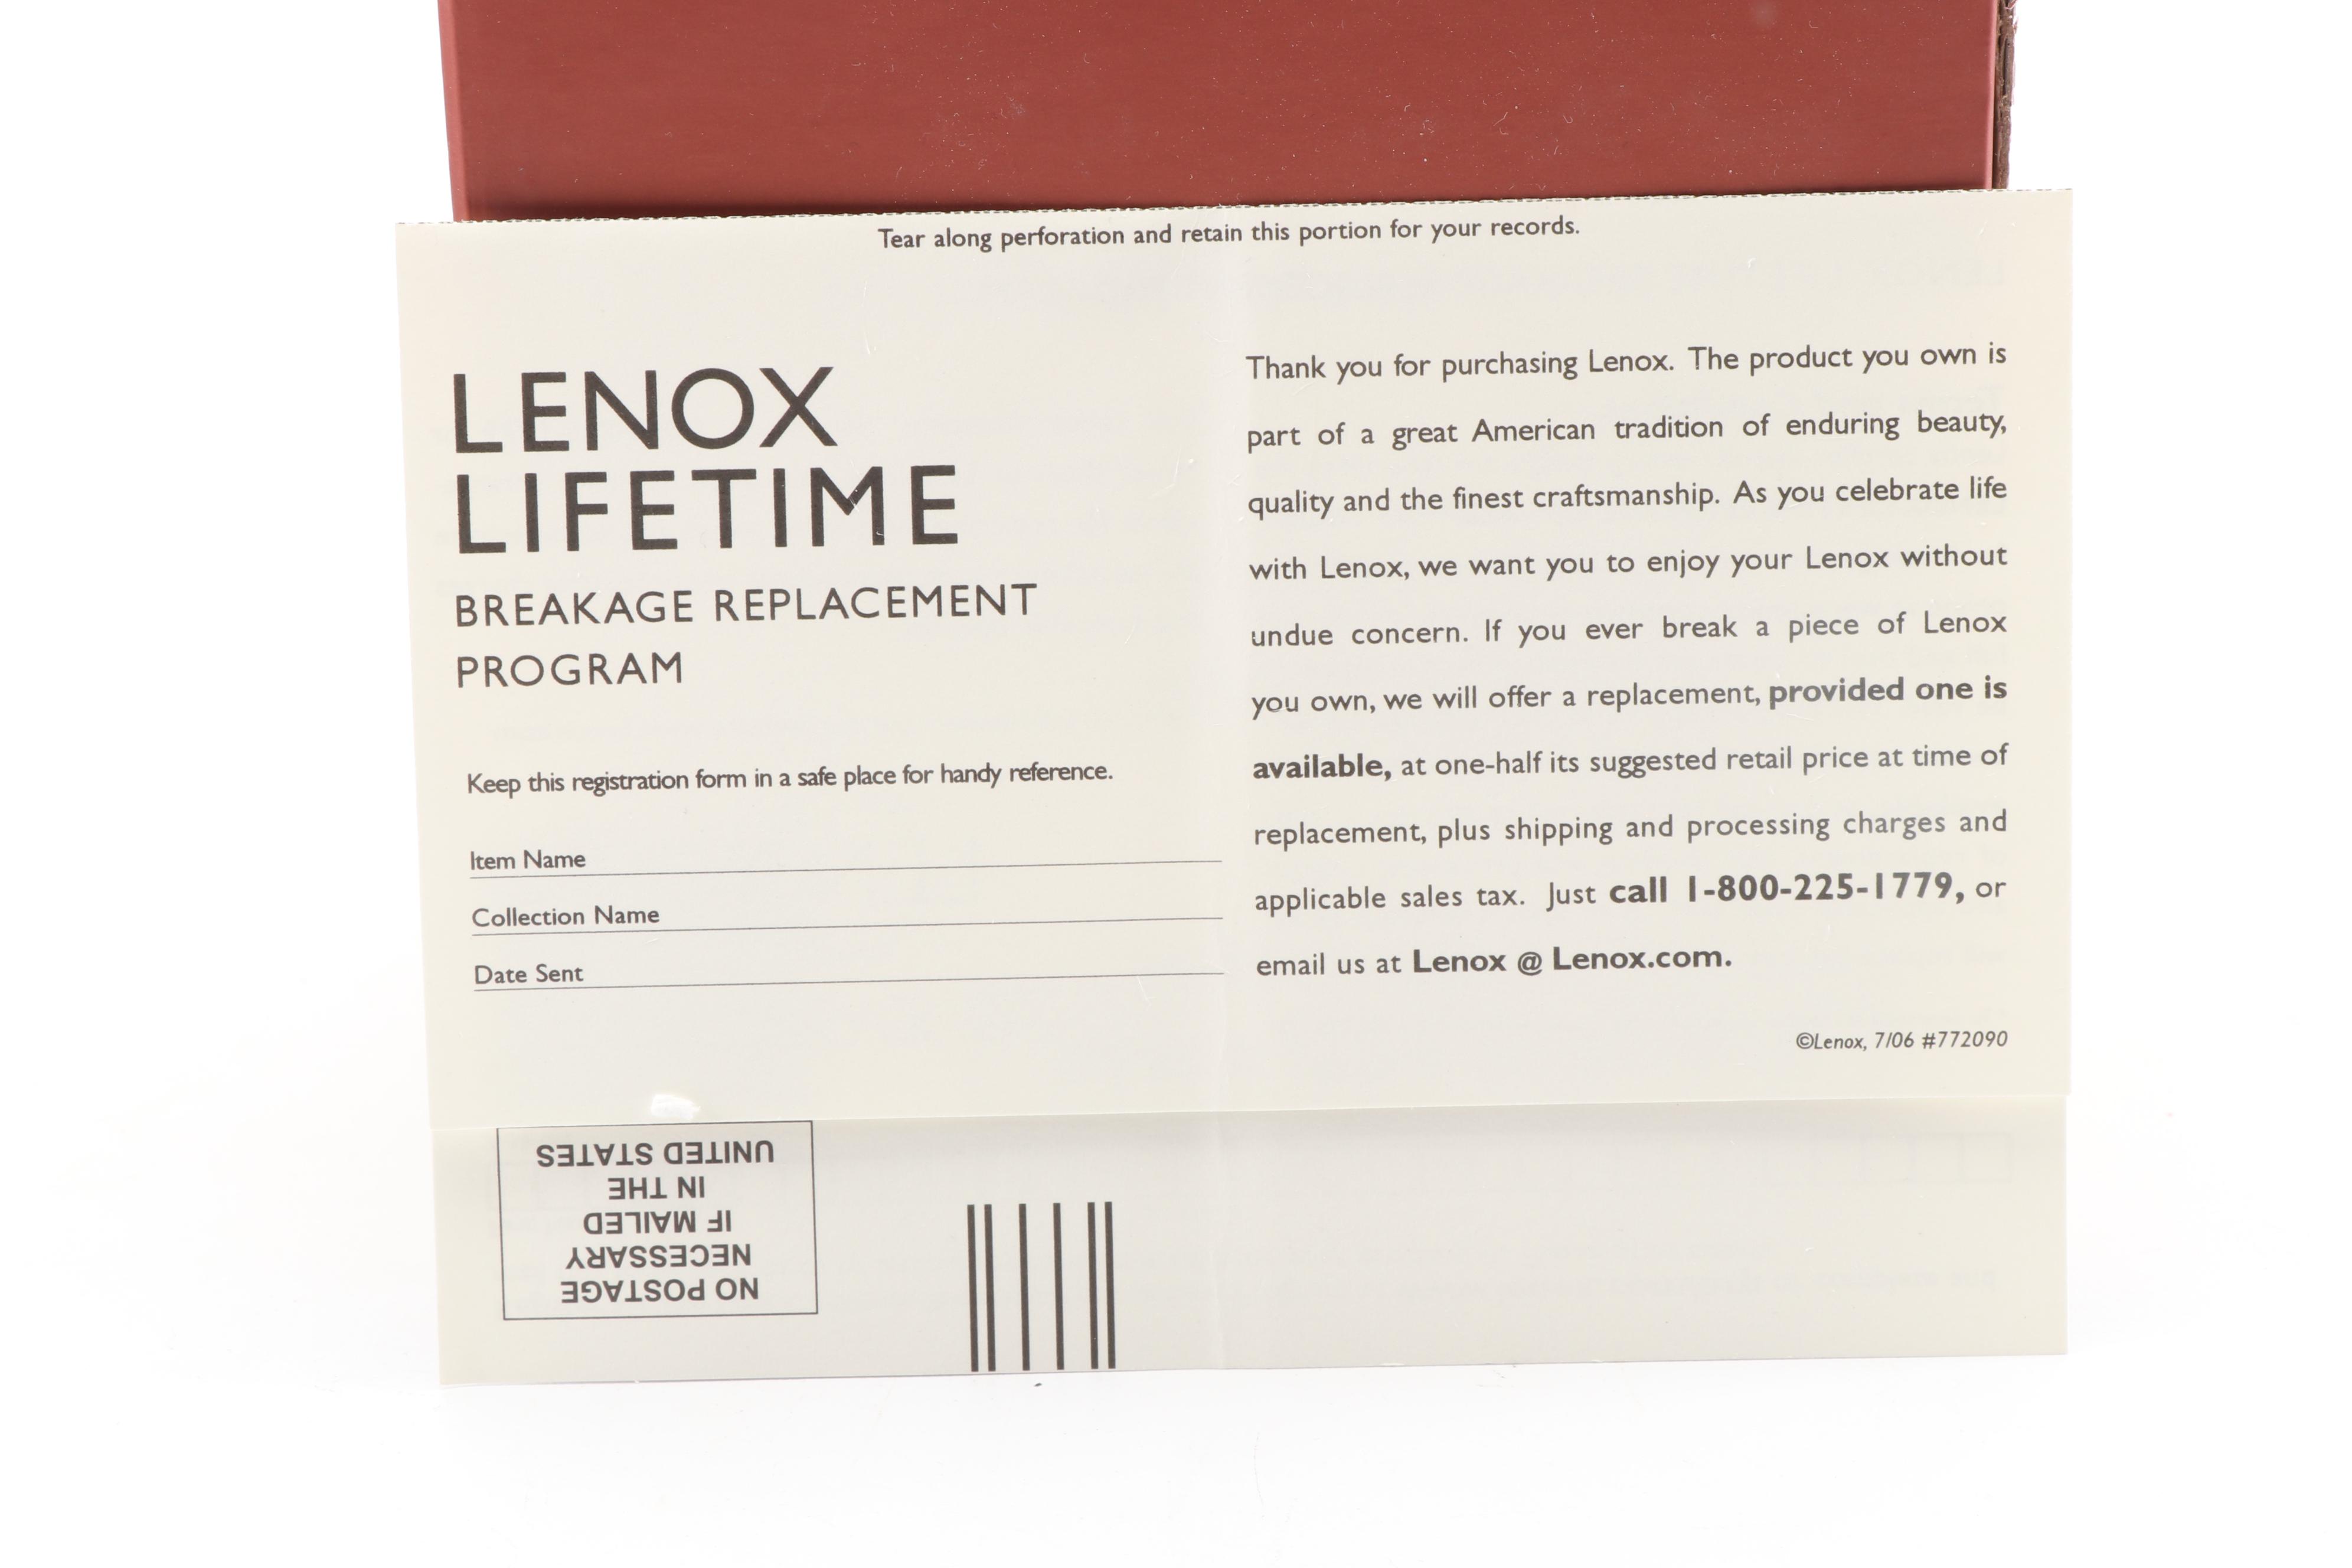 Tear along perforation and retain this portion for your records.
LENOX
LIFETIME
BREAKAGE REPLACEMENT
PROGRAM
Keep this registration form in a safe place for handy reference.
Item Name
Collection Name
Date Sent
Thank you for purchasing Lenox. The product you own is
part of a great American tradition of enduring beauty,
quality and the finest craftsmanship. As you celebrate life
with Lenox, we want you to enjoy your Lenox without
undue concern. If you ever break a piece of Lenox
you own, we will offer a replacement, provided one is
available, at one-half its suggested retail price at time of
replacement, plus shipping and processing charges and
applicable sales tax. Just call 1-800-225-1779, or
email us at Lenox @ Lenox.com.
©Lenox, 7/06 #772090
NO POSTAGE
NECESSARY
IF MAILED
IN THE
UNITED STATES